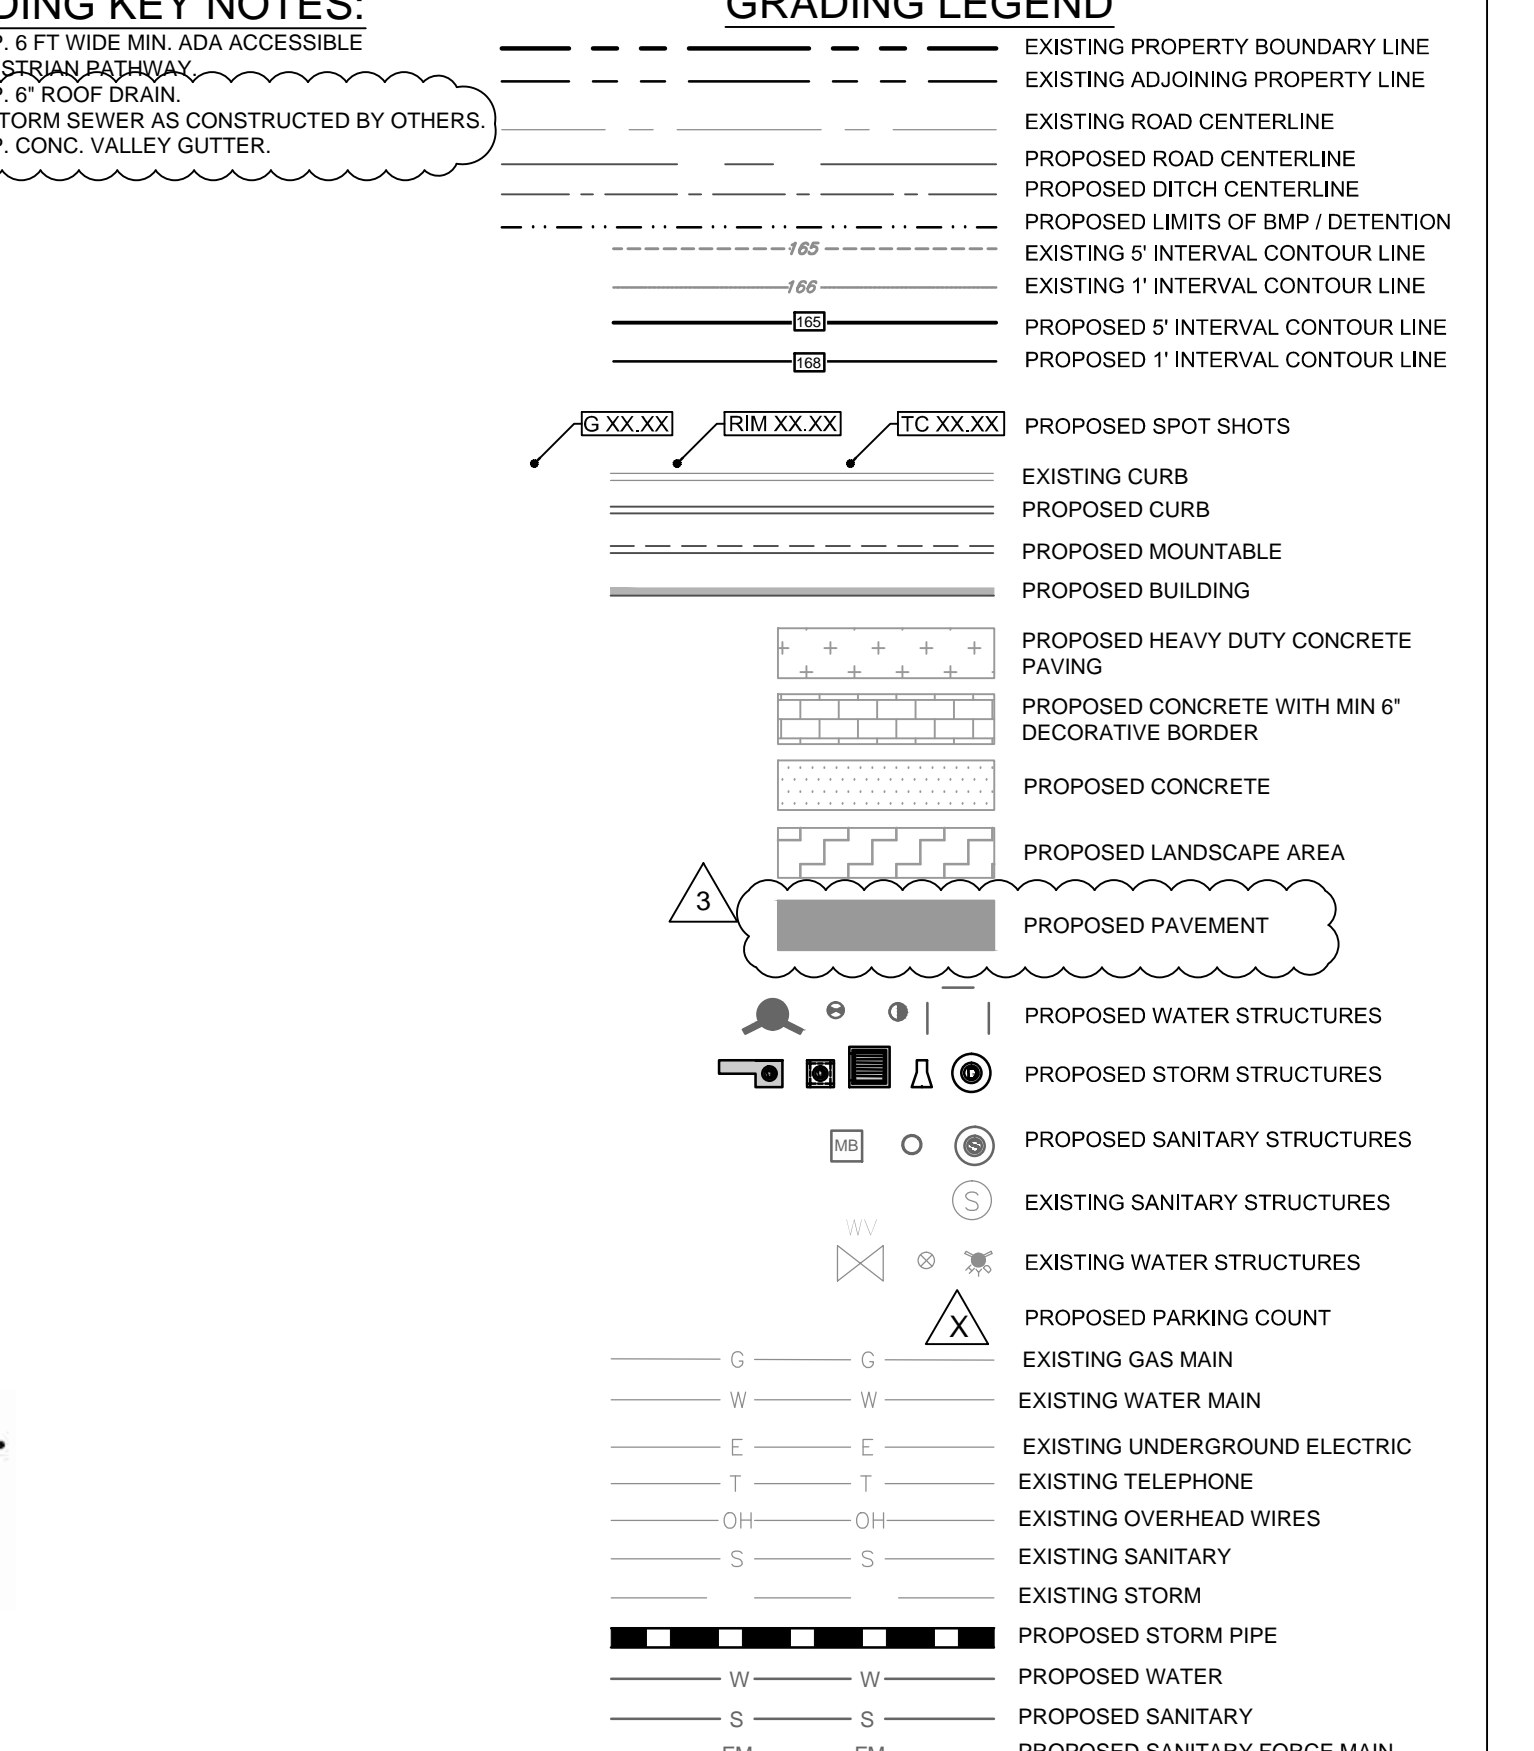 KEY NOTES:
6 FT WIDE MIN. ADA ACCESSIBLE
PATHWAY.
6" ROOF DRAIN.
SEWER AS CONSTRUCTED BY OTHERS.
CONC. VALLEY GUTTER.
GRADING LEGEND
EXISTING PROPERTY BOUNDARY LINE
EXISTING ADJOINING PROPERTY LINE
EXISTING ROAD CENTERLINE
PROPOSED ROAD CENTERLINE
PROPOSED DITCH CENTERLINE
PROPOSED LIMITS OF BMP / DETENTION
165 EXISTING 5' INTERVAL CONTOUR LINE
166 EXISTING 1' INTERVAL CONTOUR LINE
165 PROPOSED 5' INTERVAL CONTOUR LINE
168 PROPOSED 1' INTERVAL CONTOUR LINE
G XX.XX RIM XX.XX TC XX.XX PROPOSED SPOT SHOTS
EXISTING CURB
PROPOSED CURB
PROPOSED MOUNTABLE
PROPOSED BUILDING
PROPOSED HEAVY DUTY CONCRETE
PAVING
PROPOSED CONCRETE WITH MIN 6"
DECORATIVE BORDER
PROPOSED CONCRETE
PROPOSED LANDSCAPE AREA
3 PROPOSED PAVEMENT
PROPOSED WATER STRUCTURES
PROPOSED STORM STRUCTURES
MB S PROPOSED SANITARY STRUCTURES
S EXISTING SANITARY STRUCTURES
WV
EXISTING WATER STRUCTURES
X PROPOSED PARKING COUNT
G G EXISTING GAS MAIN
W W EXISTING WATER MAIN
E E EXISTING UNDERGROUND ELECTRIC
T T EXISTING TELEPHONE
OH OH EXISTING OVERHEAD WIRES
S S EXISTING SANITARY
EXISTING STORM
PROPOSED STORM PIPE
W W PROPOSED WATER
S S PROPOSED SANITARY
FM FM PROPOSED SANITARY FORCE MAIN